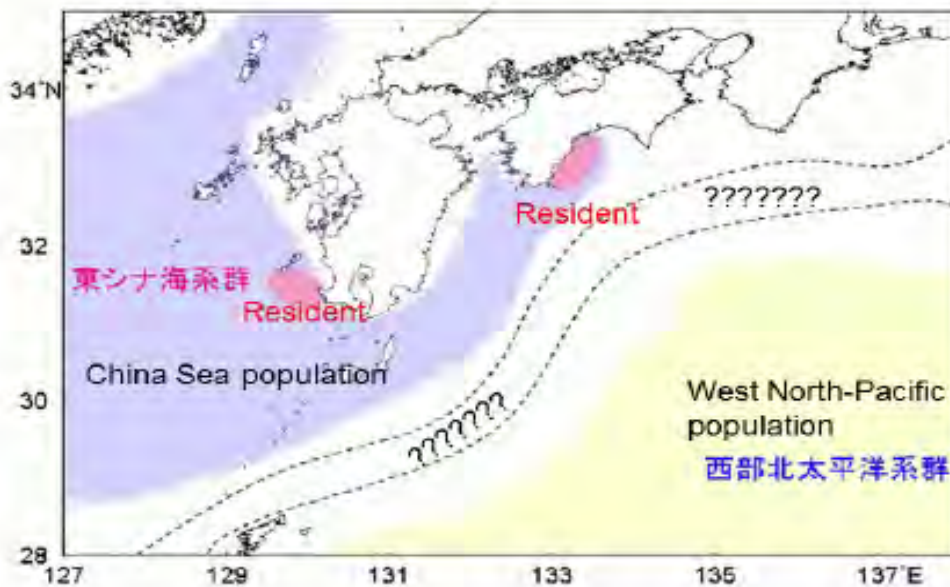 34°N
32
30
28
127
129
131
133
135
137°E
???????
Resident
東シナ海系群
Resident
China Sea population
???????
West North-Pacific
population
西部北太平洋系群